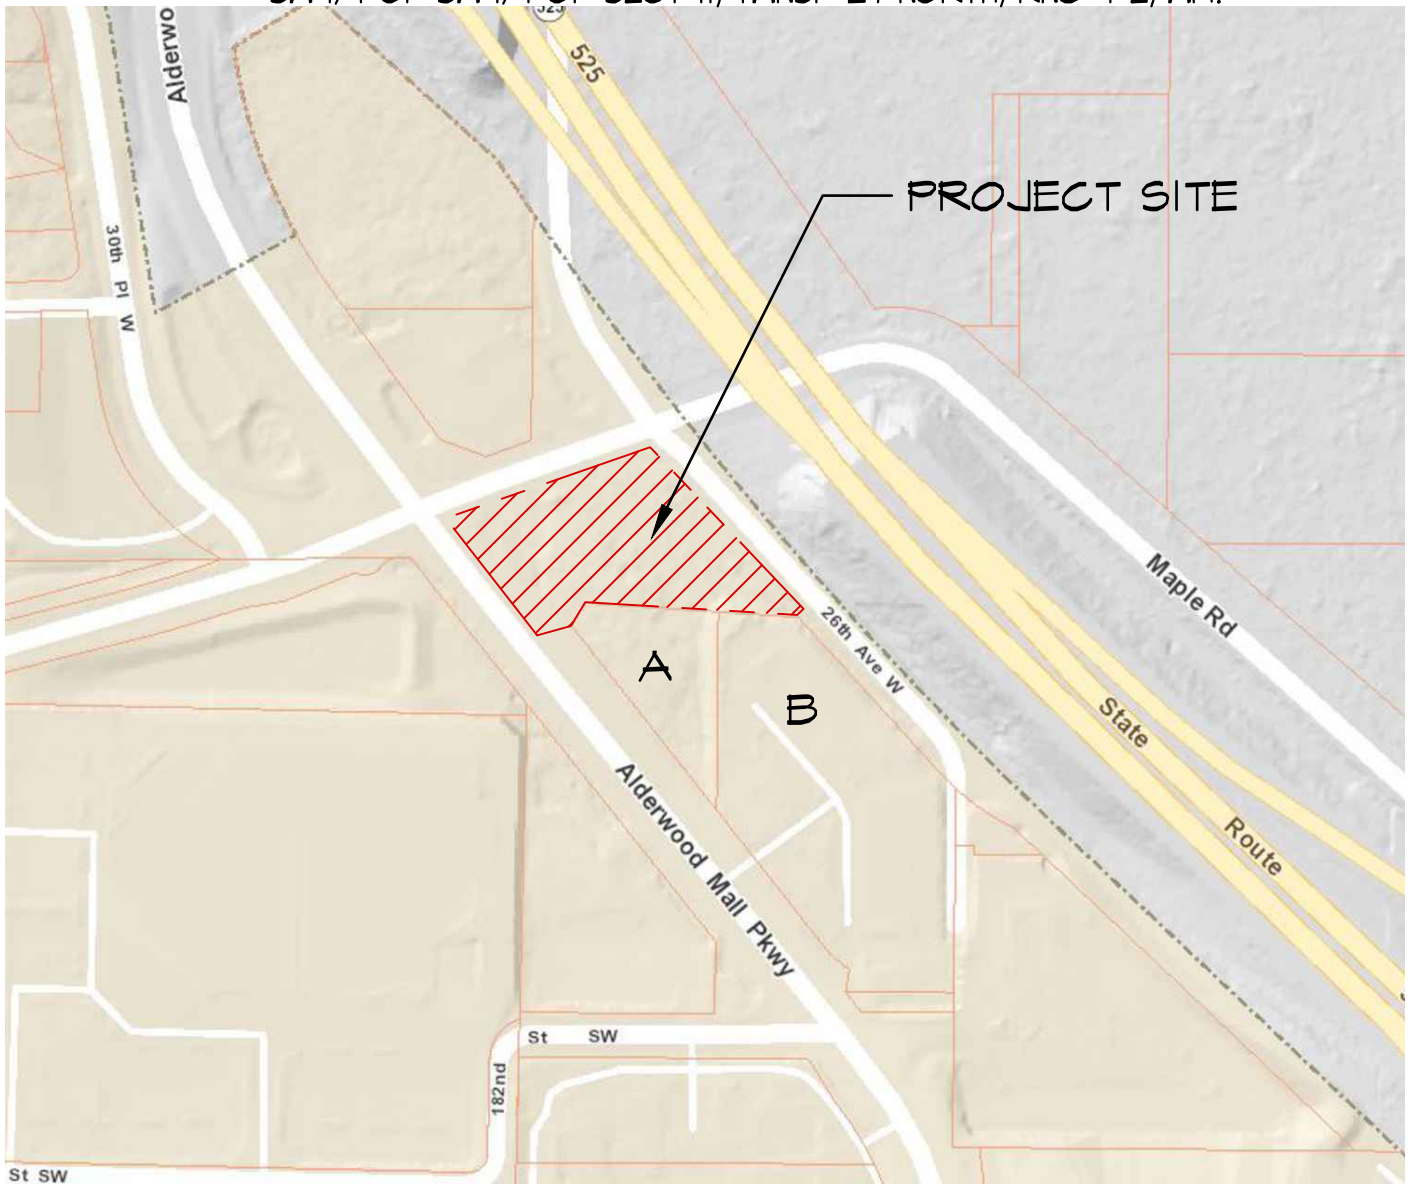 525
525
Alderwo
PROJECT SITE
30th Pl W
Maple Rd
26th Ave W
A
B
State
Route
Alderwood Mall Pkwy
St SW
182nd
St SW